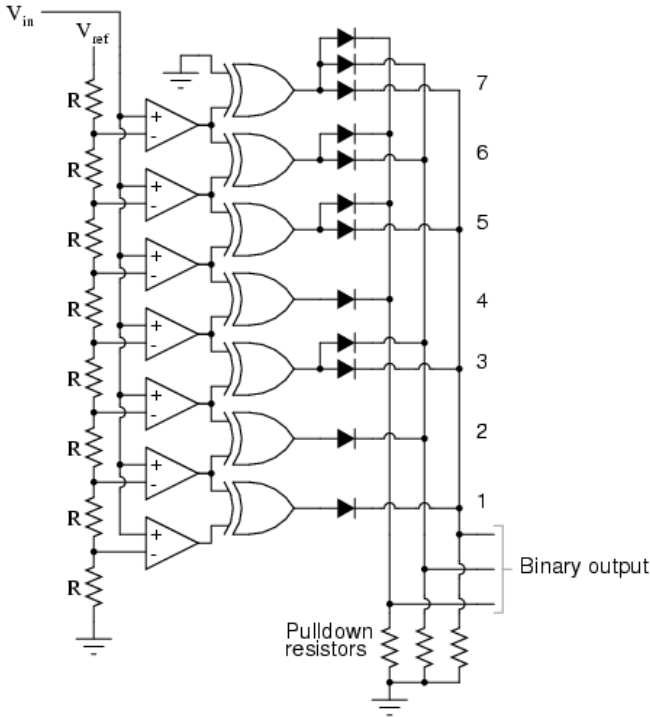 Vin
Vref
R
R
R
R
R
R
R
R
+
-
+
-
+
-
+
-
+
-
+
-
+
-
7
6
5
4
3
2
1
Binary output
Pulldown
resistors